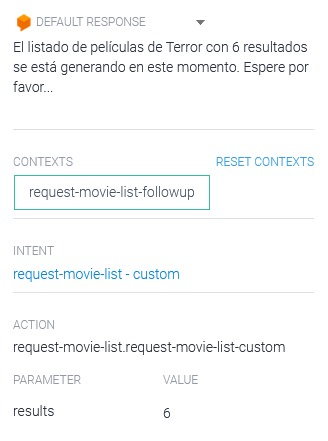 DEFAULT RESPONSE
El listado de películas de Terror con 6 resultados
se está generando en este momento. Espere por
favor...
CONTEXTS RESET CONTEXTS
request-movie-list-followup
INTENT
request-movie-list - custom
ACTION
request-movie-list.request-movie-list-custom
PARAMETER VALUE
results 6